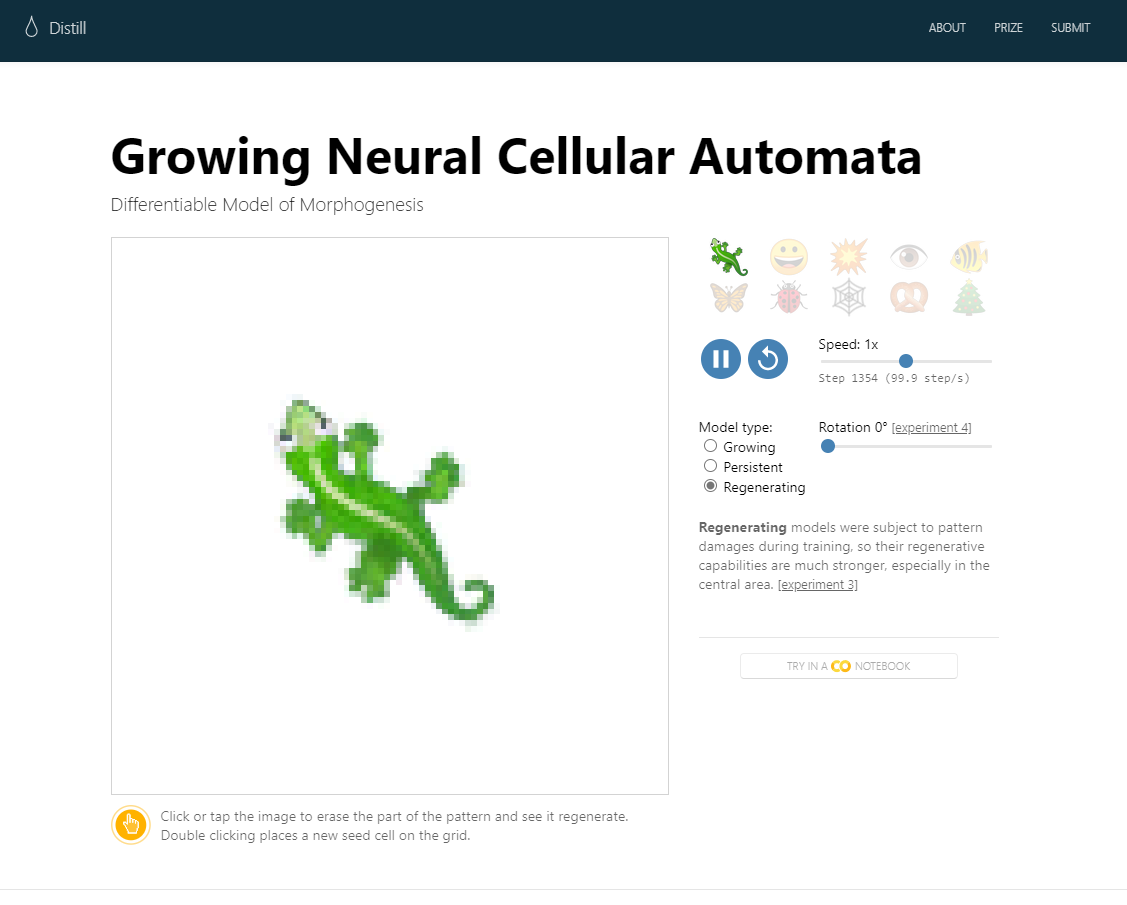 Distill
ABOUT PRIZE SUBMIT
Growing Neural Cellular Automata
Differentiable Model of Morphogenesis
Speed: 1x
Step 1354 (99.9 step/s)
Model type:
Growing
Persistent
Regenerating
Rotation 0° [experiment 4]
Regenerating models were subject to pattern
damages during training, so their regenerative
capabilities are much stronger, especially in the
central area. [experiment 3]
TRY IN A CO NOTEBOOK
Click or tap the image to erase the part of the pattern and see it regenerate.
Double clicking places a new seed cell on the grid.